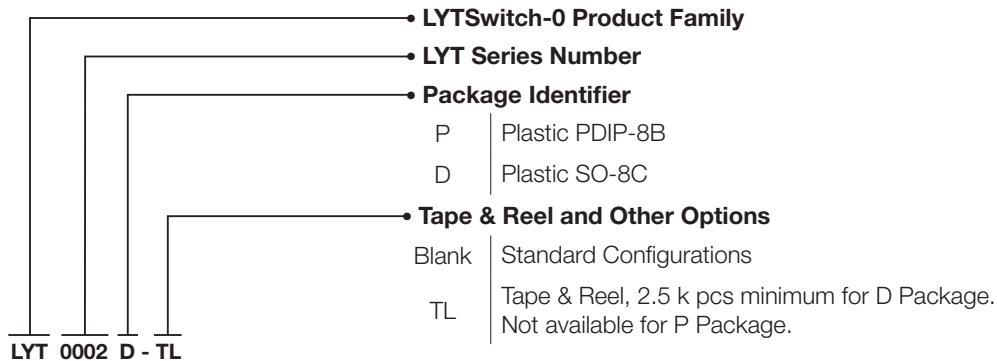 • LYTSwitch-0 Product Family
• LYT Series Number
• Package Identifier
P Plastic PDIP-8B
D Plastic SO-8C
• Tape & Reel and Other Options
Blank Standard Configurations
TL Tape & Reel, 2.5 k pcs minimum for D Package.
Not available for P Package.
LYT 0002 D - TL